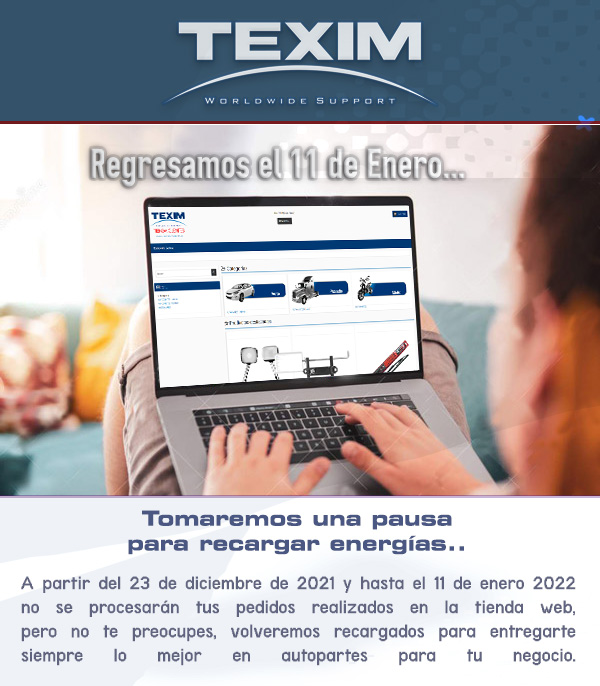 TEXIM
WORLDWIDE SUPPORT
Regresamos el 11 de Enero...
TEXIM
Tomaremos una pausa
para recargar energías..
A partir del 23 de diciembre de 2021 y hasta el 11 de enero 2022
no se procesarán tus pedidos realizados en la tienda web,
pero no te preocupes, volveremos recargados para entregarte
siempre lo mejor en autopartes para tu negocio.